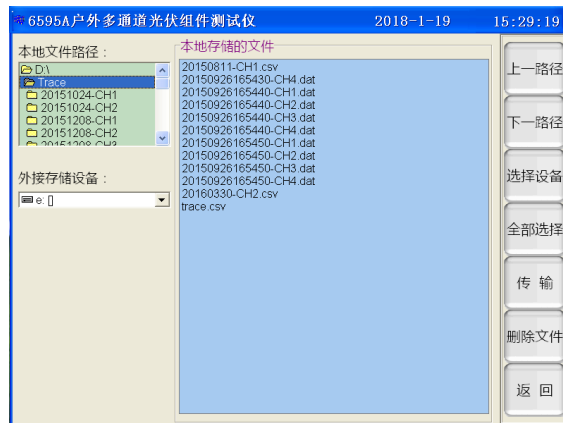 6595A户外多通道光伏组件测试仪 2018-1-19 15:29:19
本地文件路径：
D:\
Trace
20151024-CH1
20151024-CH2
20151208-CH1
20151208-CH2
20151208-CH3
外接存储设备：
e: []
本地存储的文件
20150811-CH1.csv
20150926165430-CH4.dat
20150926165440-CH1.dat
20150926165440-CH2.dat
20150926165440-CH3.dat
20150926165440-CH4.dat
20150926165450-CH1.dat
20150926165450-CH2.dat
20150926165450-CH3.dat
20150926165450-CH4.dat
20160330-CH2.csv
trace.csv
上一路径
下一路径
选择设备
全部选择
传 输
删除文件
返 回